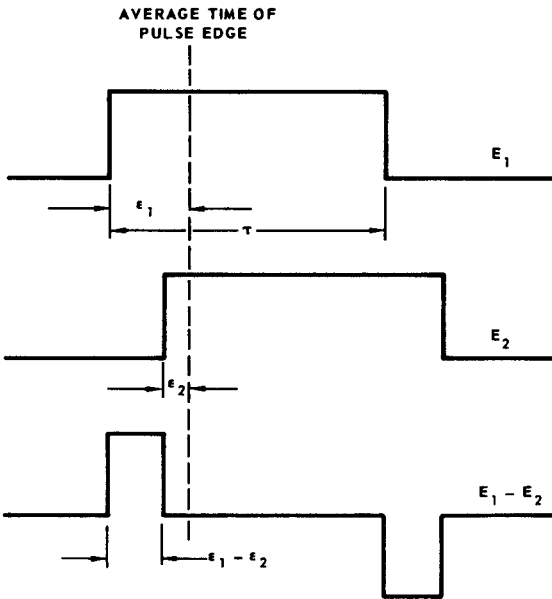 AVERAGE TIME OF
PULSE EDGE
E₁
ε₁
τ
E₂
ε₂
E₁ – E₂
ε₁ – ε₂